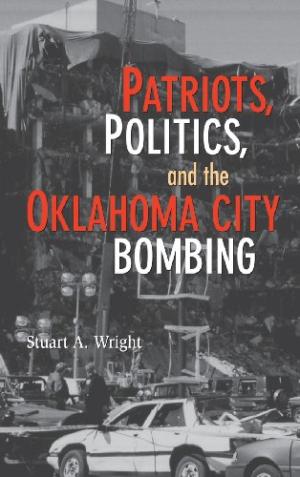 PATRIOTS,
POLITICS,
and the
OKLAHOMA CITY
BOMBING
Stuart A. Wright